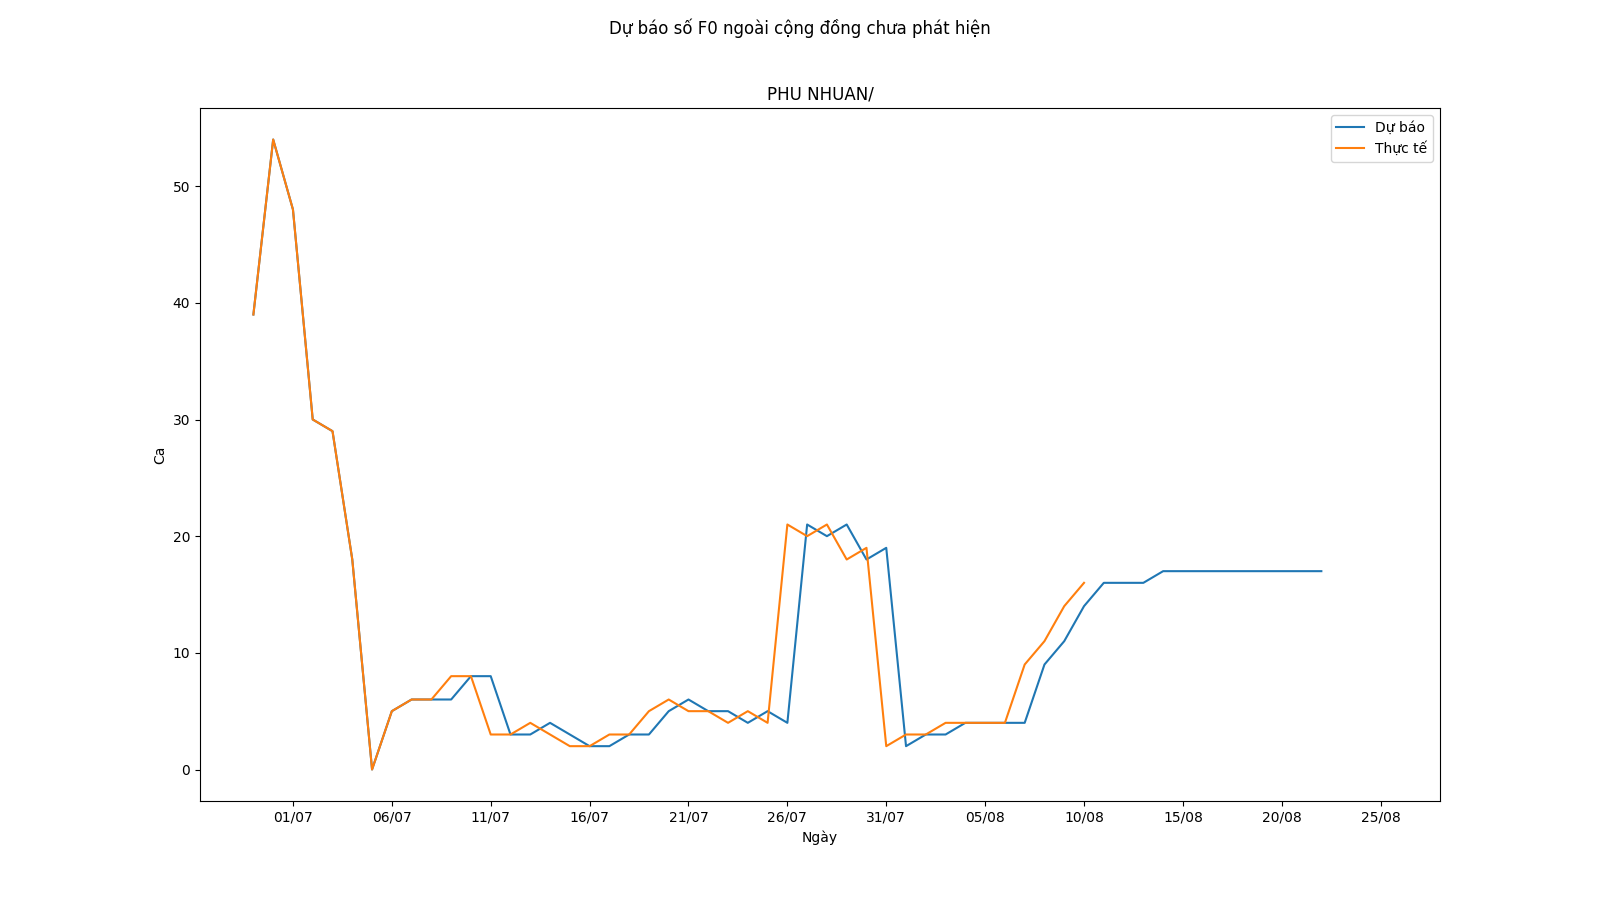 Dự báo số F0 ngoài cộng đồng chưa phát hiện
PHU NHUAN/
Dự báo
Thực tế
50
40
30
20
10
0
Ca
01/07 06/07 11/07 16/07 21/07 26/07 31/07 05/08 10/08 15/08 20/08 25/08
Ngày